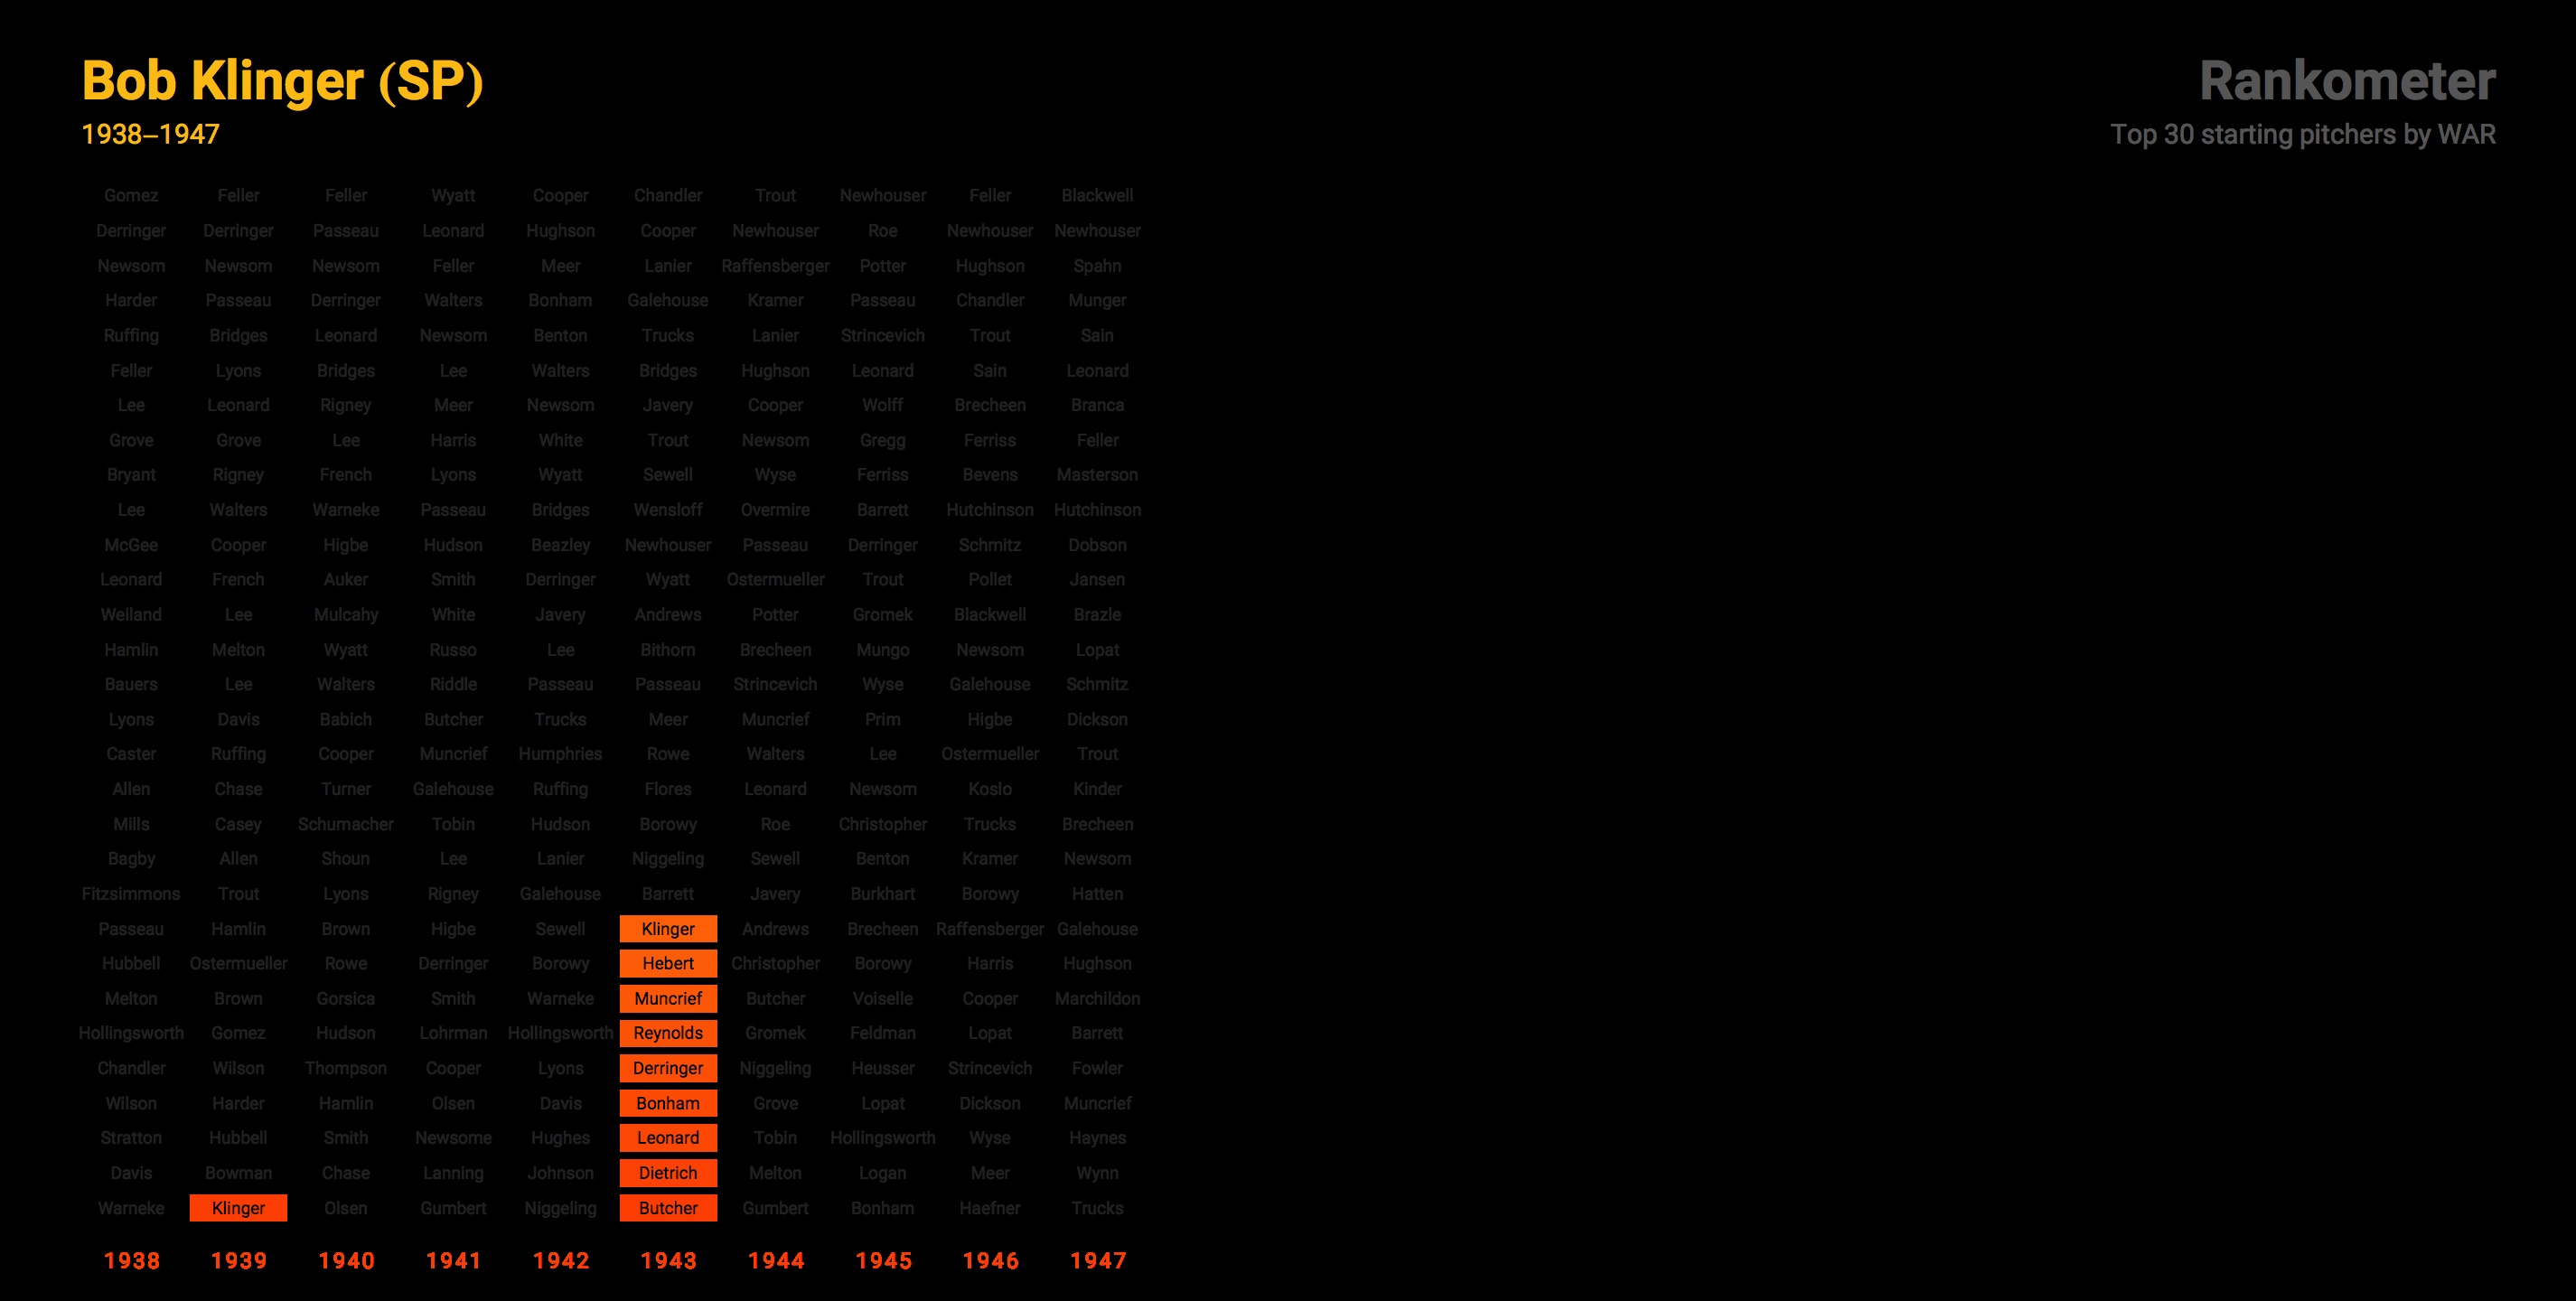 Bob Klinger (SP)
1938–1947
Rankometer
Top 30 starting pitchers by WAR
Gomez Feller Feller Wyatt Cooper Chandler Trout Newhouser Feller Blackwell
Derringer Derringer Passeau Leonard Hughson Cooper Newhouser Roe Newhouser Newhouser
Newsom Newsom Newsom Feller Meer Lanier Raffensberger Potter Hughson Spahn
Harder Passeau Derringer Walters Bonham Galehouse Kramer Passeau Chandler Munger
Ruffing Bridges Leonard Newsom Benton Trucks Lanier Strincevich Trout Sain
Feller Lyons Bridges Lee Walters Bridges Hughson Leonard Sain Leonard
Lee Leonard Rigney Meer Newsom Javery Cooper Wolff Brecheen Branca
Grove Grove Lee Harris White Trout Newsom Gregg Ferriss Feller
Bryant Rigney French Lyons Wyatt Sewell Wyse Ferriss Bevens Masterson
Lee Walters Warneke Passeau Bridges Wensloff Overmire Barrett Hutchinson Hutchinson
McGee Cooper Higbe Hudson Beazley Newhouser Passeau Derringer Schmitz Dobson
Leonard French Auker Smith Derringer Wyatt Ostermueller Trout Pollet Jansen
Weiland Lee Mulcahy White Javery Andrews Potter Gromek Blackwell Brazle
Hamlin Melton Wyatt Russo Lee Bithorn Brecheen Mungo Newsom Lopat
Bauers Lee Walters Riddle Passeau Passeau Strincevich Wyse Galehouse Schmitz
Lyons Davis Babich Butcher Trucks Meer Muncrief Prim Higbe Dickson
Caster Ruffing Cooper Muncrief Humphries Rowe Walters Lee Ostermueller Trout
Allen Chase Turner Galehouse Ruffing Flores Leonard Newsom Koslo Kinder
Mills Casey Schumacher Tobin Hudson Borowy Roe Christopher Trucks Brecheen
Bagby Allen Shoun Lee Lanier Niggeling Sewell Benton Kramer Newsom
Fitzsimmons Trout Lyons Rigney Galehouse Barrett Javery Burkhart Borowy Hatten
Passeau Hamlin Brown Higbe Sewell Klinger Andrews Brecheen Raffensberger Galehouse
Hubbell Ostermueller Rowe Derringer Borowy Hebert Christopher Borowy Harris Hughson
Melton Brown Gorsica Smith Warneke Muncrief Butcher Voiselle Cooper Marchildon
Hollingsworth Gomez Hudson Lohrman Hollingsworth Reynolds Gromek Feldman Lopat Barrett
Chandler Wilson Thompson Cooper Lyons Derringer Niggeling Heusser Strincevich Fowler
Wilson Harder Hamlin Olsen Davis Bonham Grove Lopat Dickson Muncrief
Stratton Hubbell Smith Newsome Hughes Leonard Tobin Hollingsworth Wyse Haynes
Davis Bowman Chase Lanning Johnson Dietrich Melton Logan Meer Wynn
Warneke Klinger Olsen Gumbert Niggeling Butcher Gumbert Bonham Haefner Trucks
1938 1939 1940 1941 1942 1943 1944 1945 1946 1947